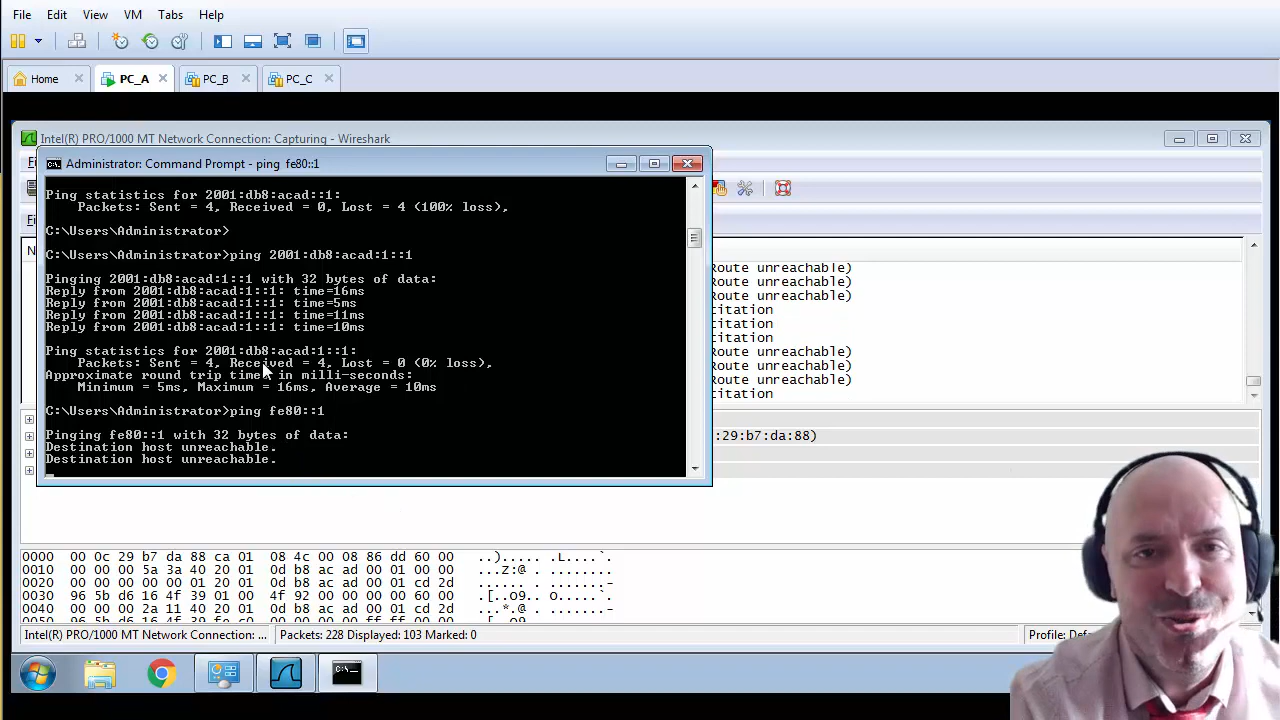 File Edit View VM Tabs Help
Home PC_A PC_B PC_C
Intel(R) PRO/1000 MT Network Connection: Capturing - Wireshark
Administrator: Command Prompt - ping fe80::1
Ping statistics for 2001:db8:acad::1:
Packets: Sent = 4, Received = 0, Lost = 4 (100% loss),
C:\Users\Administrator>
C:\Users\Administrator>ping 2001:db8:acad:1::1
Pinging 2001:db8:acad:1::1 with 32 bytes of data:
Reply from 2001:db8:acad:1::1: time=16ms
Reply from 2001:db8:acad:1::1: time=5ms
Reply from 2001:db8:acad:1::1: time=11ms
Reply from 2001:db8:acad:1::1: time=10ms
Ping statistics for 2001:db8:acad:1::1:
Packets: Sent = 4, Received = 4, Lost = 0 (0% loss),
Approximate round trip times in milli-seconds:
Minimum = 5ms, Maximum = 16ms, Average = 10ms
C:\Users\Administrator>ping fe80::1
Pinging fe80::1 with 32 bytes of data:
Destination host unreachable.
Destination host unreachable.
Route unreachable)
Route unreachable)
Route unreachable)
citation
citation
citation
Route unreachable)
Route unreachable)
Route unreachable)
citation
:29:b7:da:88)
0000 00 0c 29 b7 da 88 ca 01 08 4c 00 08 86 dd 60 00 ..)..... .L....`.
0010 00 00 00 5a 3a 40 20 01 0d b8 ac ad 00 01 00 00 ...Z:@ . ........
0020 00 00 00 00 00 01 20 01 0d b8 ac ad 00 01 cd 2d ...... . .......-
0030 96 5b d6 16 4f 39 01 00 4f 92 00 00 00 00 60 00 .[..O9.. O.....`.
0040 00 00 00 2a 11 40 20 01 0d b8 ac ad 00 01 cd 2d ...*.@ . .......-
Intel(R) PRO/1000 MT Network Connection: ... Packets: 228 Displayed: 103 Marked: 0 Profile: